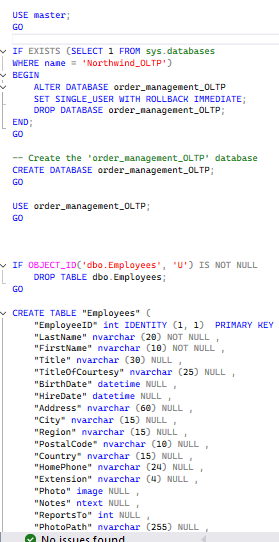 USE master;
GO
IF EXISTS (SELECT 1 FROM sys.databases
WHERE name = 'Northwind_OLTP')
BEGIN
ALTER DATABASE order_management_OLTP
SET SINGLE_USER WITH ROLLBACK IMMEDIATE;
DROP DATABASE order_management_OLTP;
END;
GO
-- Create the 'order_management_OLTP' database
CREATE DATABASE order_management_OLTP;
GO
USE order_management_OLTP;
GO
IF OBJECT_ID('dbo.Employees', 'U') IS NOT NULL
DROP TABLE dbo.Employees;
GO
CREATE TABLE "Employees" (
"EmployeeID" int IDENTITY (1, 1) PRIMARY KEY
"LastName" nvarchar (20) NOT NULL ,
"FirstName" nvarchar (10) NOT NULL ,
"Title" nvarchar (30) NULL ,
"TitleOfCourtesy" nvarchar (25) NULL ,
"BirthDate" datetime NULL ,
"HireDate" datetime NULL ,
"Address" nvarchar (60) NULL ,
"City" nvarchar (15) NULL ,
"Region" nvarchar (15) NULL ,
"PostalCode" nvarchar (10) NULL ,
"Country" nvarchar (15) NULL ,
"HomePhone" nvarchar (24) NULL ,
"Extension" nvarchar (4) NULL ,
"Photo" image NULL ,
"Notes" ntext NULL ,
"ReportsTo" int NULL ,
"PhotoPath" nvarchar (255) NULL ,
No issues found